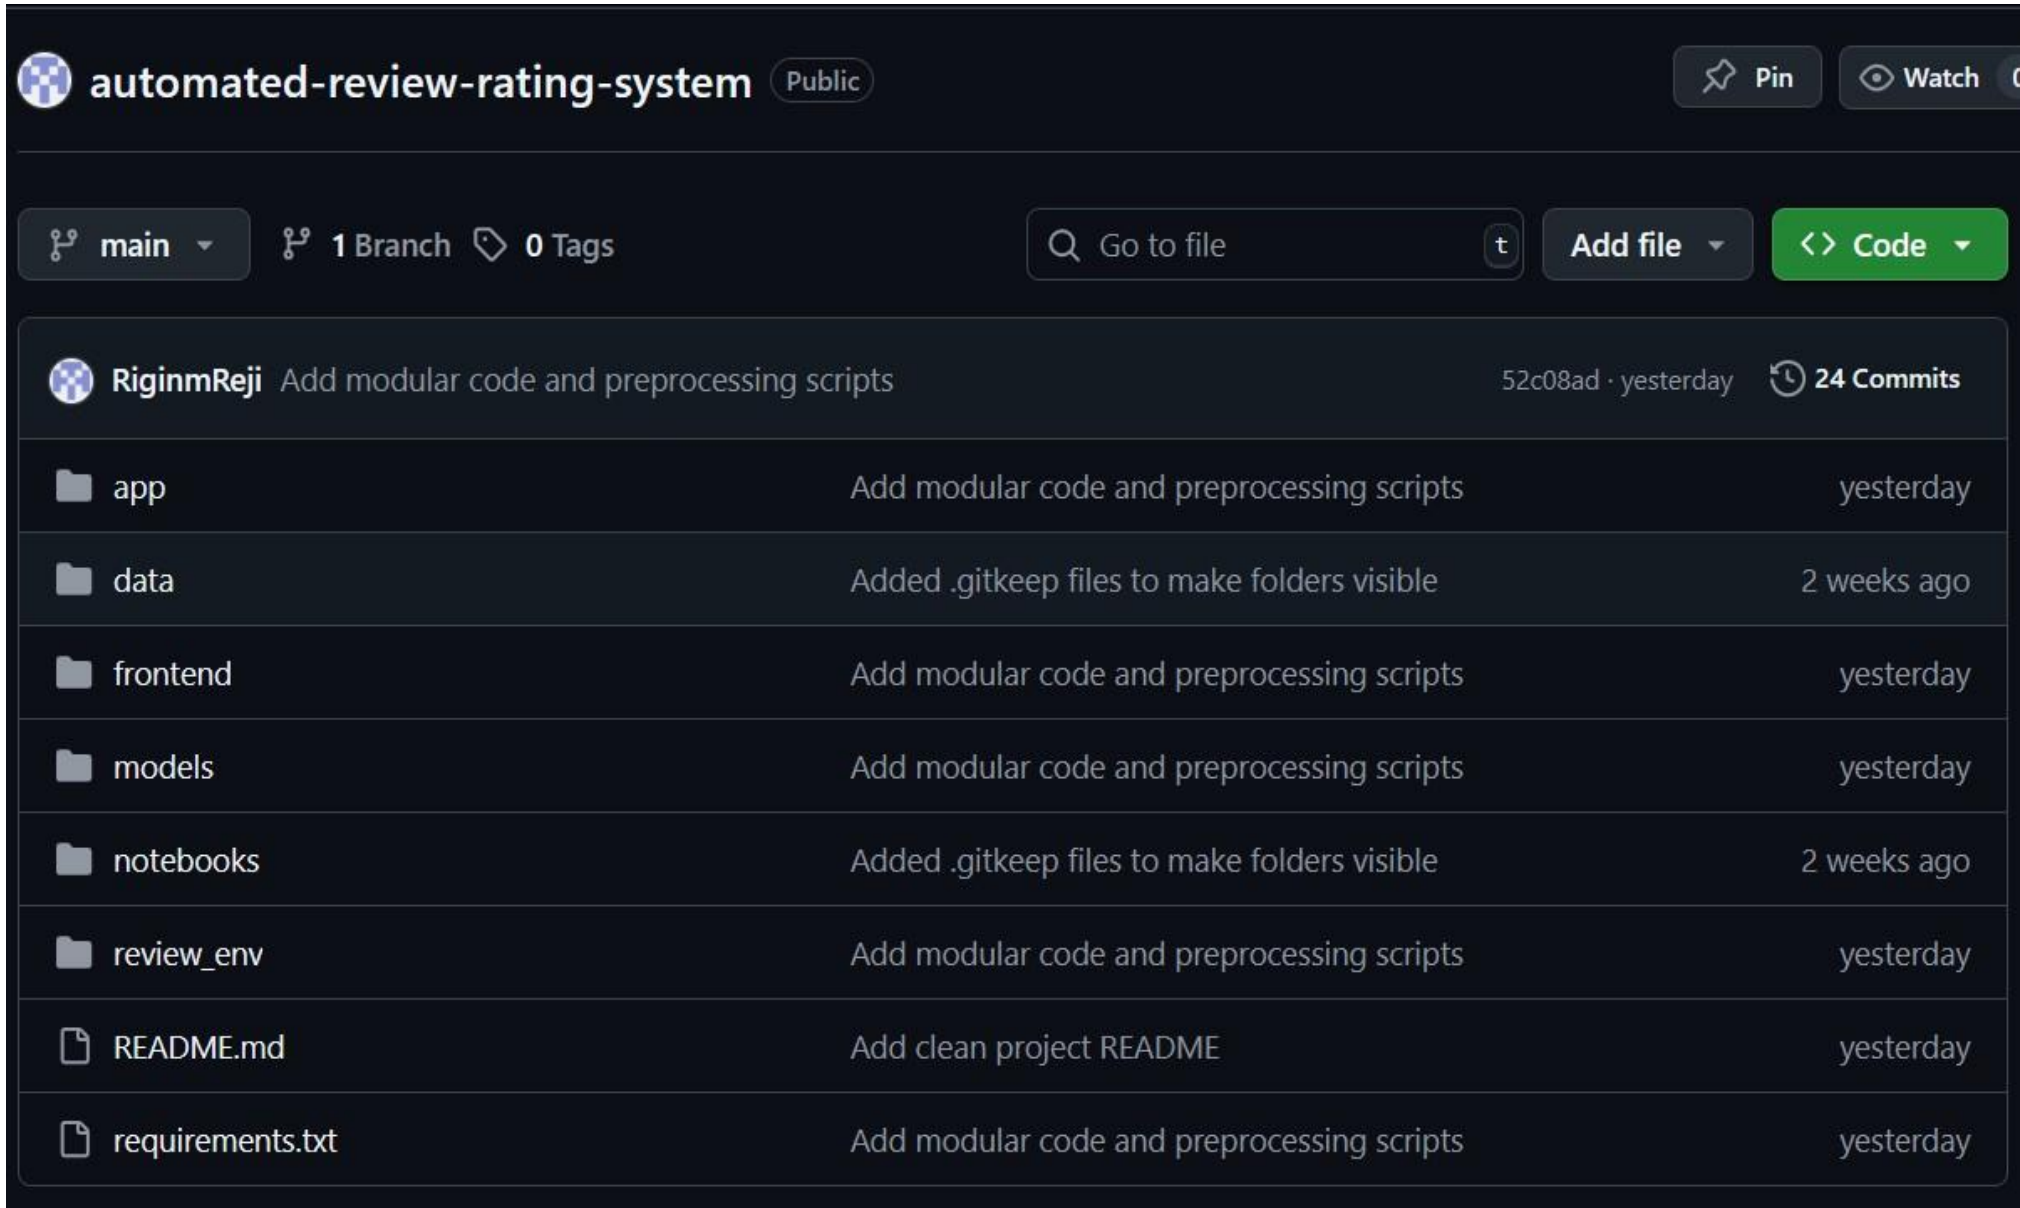 automated-review-rating-system Public Pin Watch
main 1 Branch 0 Tags Go to file t Add file Code
RiginmReji Add modular code and preprocessing scripts 52c08ad · yesterday 24 Commits
app Add modular code and preprocessing scripts yesterday
data Added .gitkeep files to make folders visible 2 weeks ago
frontend Add modular code and preprocessing scripts yesterday
models Add modular code and preprocessing scripts yesterday
notebooks Added .gitkeep files to make folders visible 2 weeks ago
review_env Add modular code and preprocessing scripts yesterday
README.md Add clean project README yesterday
requirements.txt Add modular code and preprocessing scripts yesterday